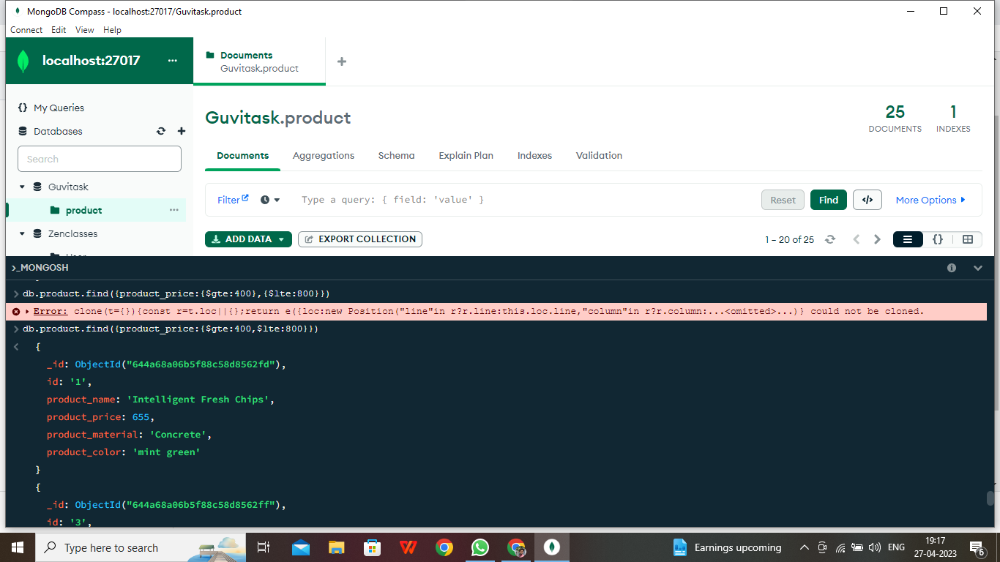 MongoDB Compass - localhost:27017/Guvitask.product
Connect Edit View Help
localhost:27017 ...
Documents
Guvitask.product
+
{} My Queries
Databases
Search
Guvitask
product ...
Zenclasses
Guvitask.product
25
DOCUMENTS
1
INDEXES
Documents Aggregations Schema Explain Plan Indexes Validation
Filter Type a query: { field: 'value' } Reset Find </> More Options
ADD DATA EXPORT COLLECTION 1 – 20 of 25 {}
>_MONGOSH
> db.product.find({product_price:{$gte:400},{$lte:800}})
Error: clone(t={}){const r=t.loc||{};return e({loc:new Position("line"in r?r.line:this.loc.line,"column"in r?r.column:...<omitted>...)} could not be cloned.
> db.product.find({product_price:{$gte:400,$lte:800}})
< {
_id: ObjectId("644a68a06b5f88c58d8562fd"),
id: '1',
product_name: 'Intelligent Fresh Chips',
product_price: 655,
product_material: 'Concrete',
product_color: 'mint green'
}
{
_id: ObjectId("644a68a06b5f88c58d8562ff"),
id: '3',
Type here to search
Earnings upcoming
ENG
19:17
27-04-2023
6